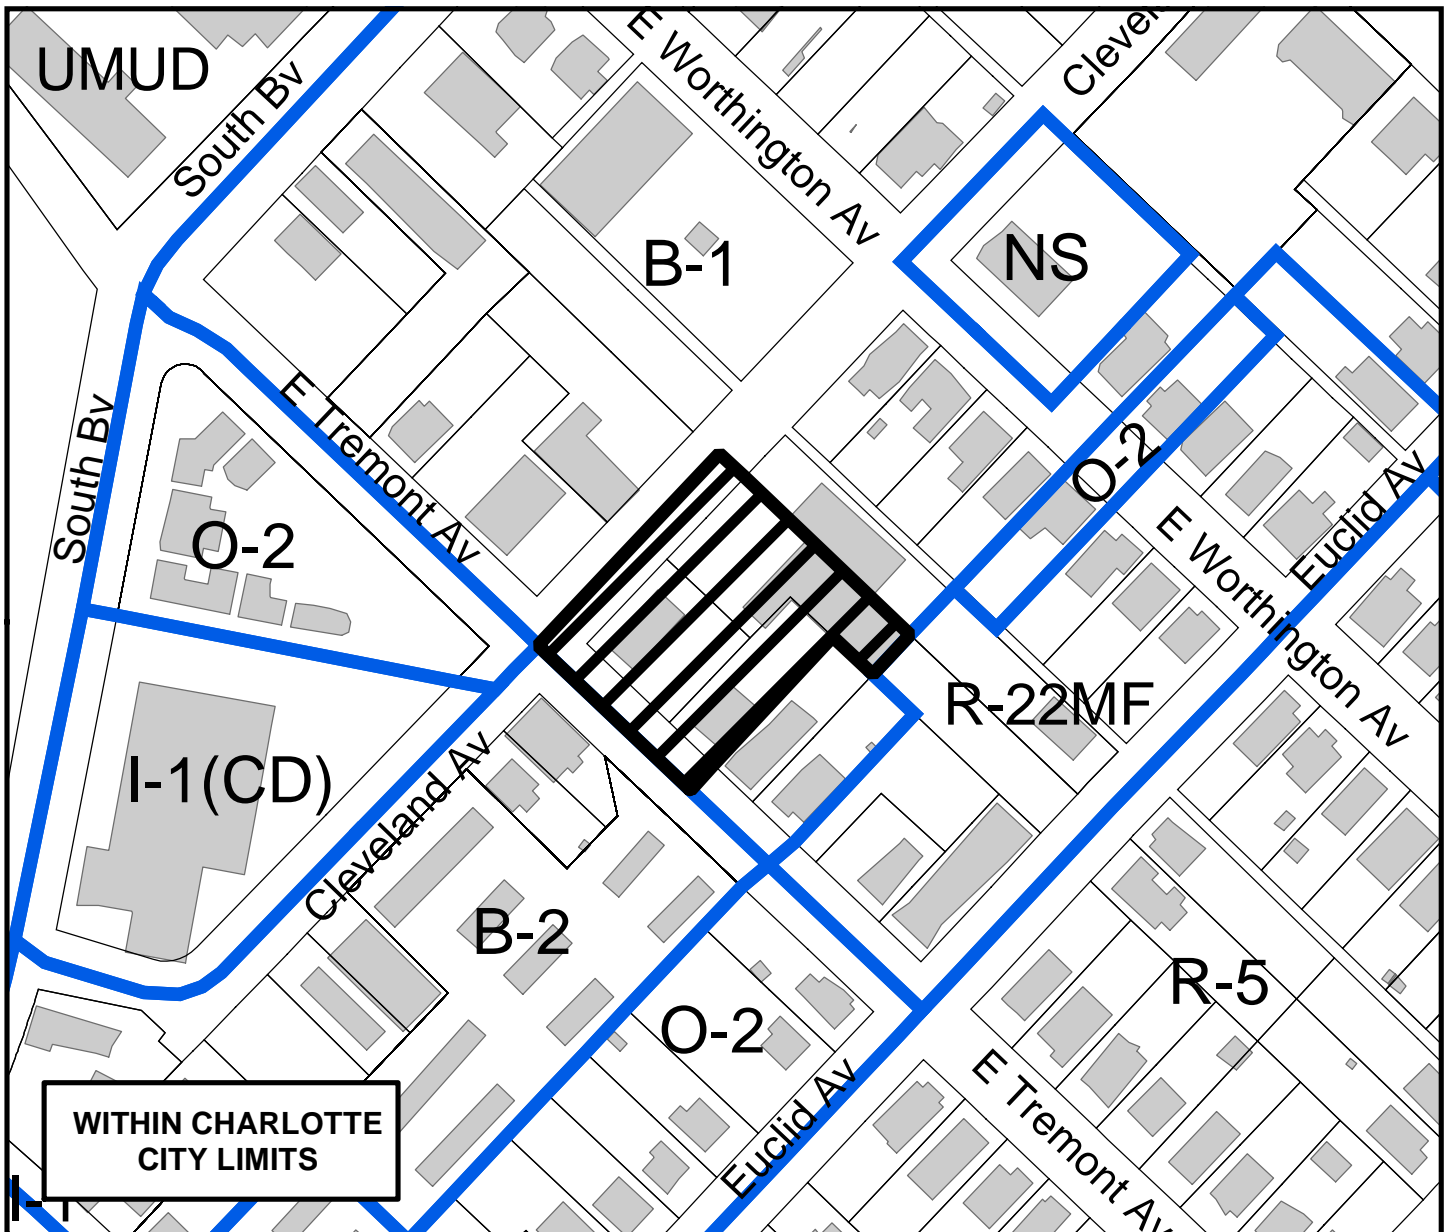 UMUD
South Bv
E Worthington Av
Clevel
B-1
NS
E Tremont Av
South Bv
O-2
O-2
Euclid Av
E Worthington Av
R-22MF
I-1(CD)
Cleveland Av
B-2
R-5
O-2
Euclid Av
E Tremont Av
WITHIN CHARLOTTE
CITY LIMITS
I-1